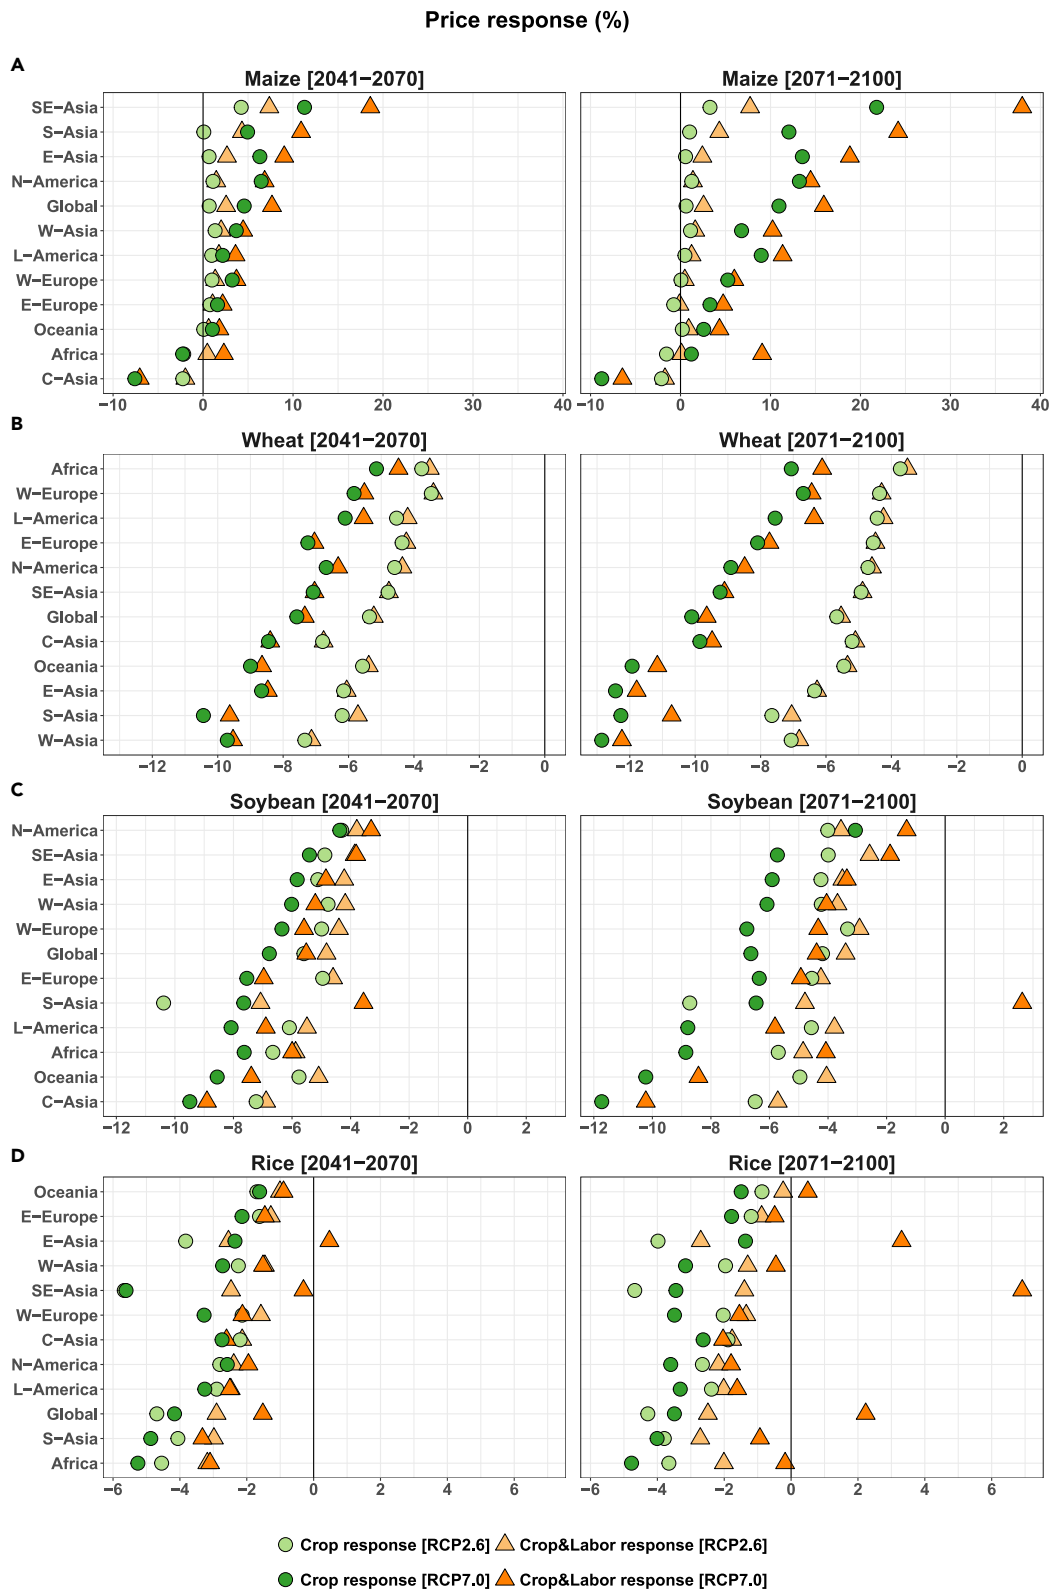 Price response (%)
A
Maize [2041−2070]
Maize [2071−2100]
SE−Asia
S−Asia
E−Asia
N−America
Global
W−Asia
L−America
W−Europe
E−Europe
Oceania
Africa
C−Asia
−10 0 10 20 30 40
−10 0 10 20 30 40
B
Wheat [2041−2070]
Wheat [2071−2100]
Africa
W−Europe
L−America
E−Europe
N−America
SE−Asia
Global
C−Asia
Oceania
E−Asia
S−Asia
W−Asia
−12 −10 −8 −6 −4 −2 0
−12 −10 −8 −6 −4 −2 0
C
Soybean [2041−2070]
Soybean [2071−2100]
N−America
SE−Asia
E−Asia
W−Asia
W−Europe
Global
E−Europe
S−Asia
L−America
Africa
Oceania
C−Asia
−12 −10 −8 −6 −4 −2 0 2
−12 −10 −8 −6 −4 −2 0 2
D
Rice [2041−2070]
Rice [2071−2100]
Oceania
E−Europe
E−Asia
W−Asia
SE−Asia
W−Europe
C−Asia
N−America
L−America
Global
S−Asia
Africa
−6 −4 −2 0 2 4 6
−6 −4 −2 0 2 4 6
Crop response [RCP2.6] Crop&Labor response [RCP2.6]
Crop response [RCP7.0] Crop&Labor response [RCP7.0]